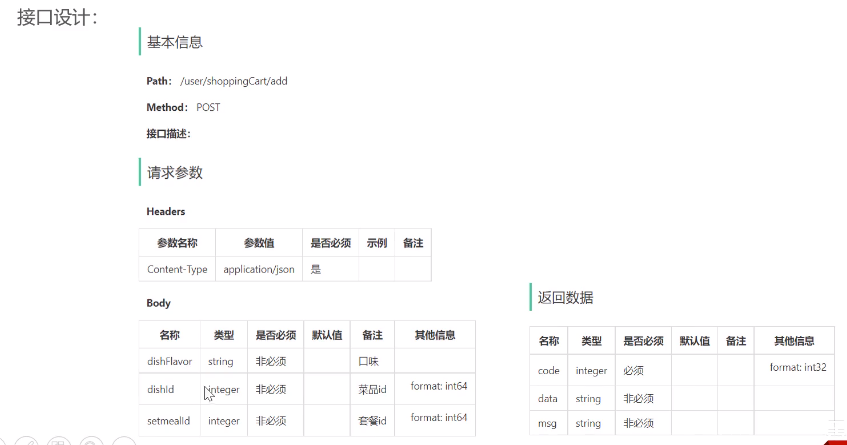 接口设计：
基本信息
Path： /user/shoppingCart/add
Method： POST
接口描述：
请求参数
Headers
参数名称 参数值 是否必须 示例 备注
Content-Type application/json 是
Body
名称 类型 是否必须 默认值 备注 其他信息
dishFlavor string 非必须 口味
dishId integer 非必须 菜品id format: int64
setmealId integer 非必须 套餐id format: int64
返回数据
名称 类型 是否必须 默认值 备注 其他信息
code integer 必须 format: int32
data string 非必须
msg string 非必须